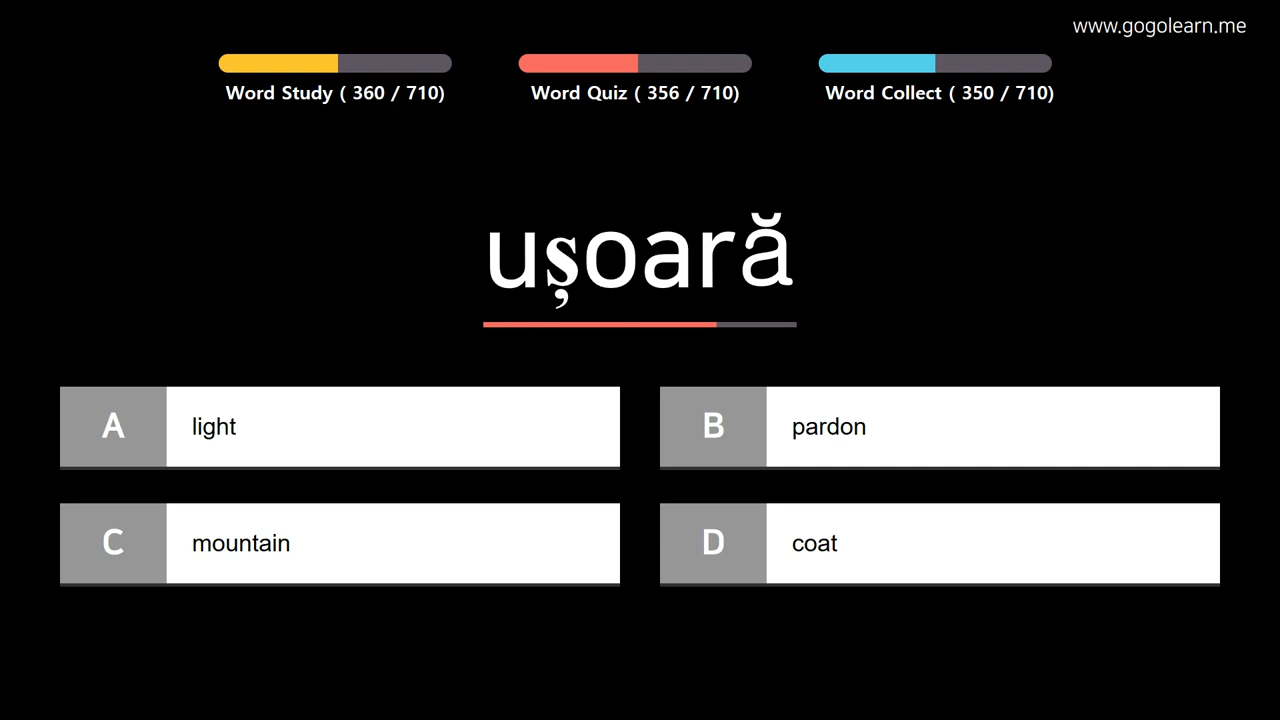 www.gogolearn.me
Word Study ( 360 / 710)
Word Quiz ( 356 / 710)
Word Collect ( 350 / 710)
ușoară
A light
B pardon
C mountain
D coat